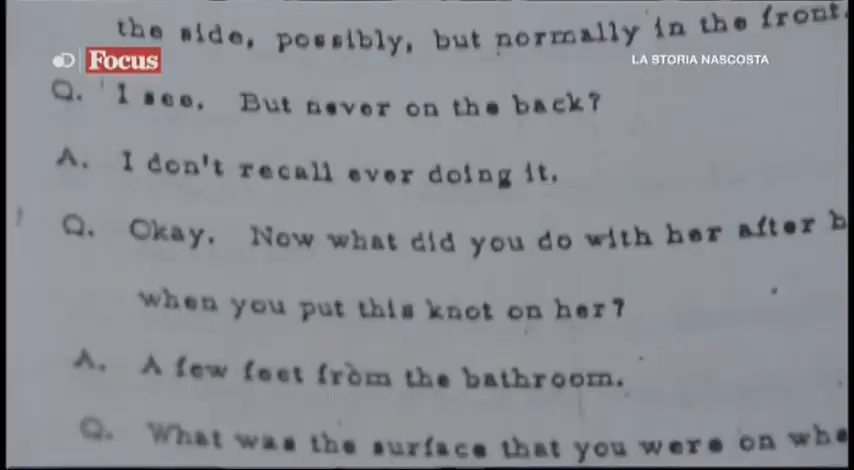 the side, possibly, but normally in the front.
Focus
LA STORIA NASCOSTA
Q. I see. But never on the back?
A. I don't recall ever doing it.
Q. Okay. Now what did you do with her after
when you put this knot on her?
A. A few feet from the bathroom.
Q. What was the surface that you were on